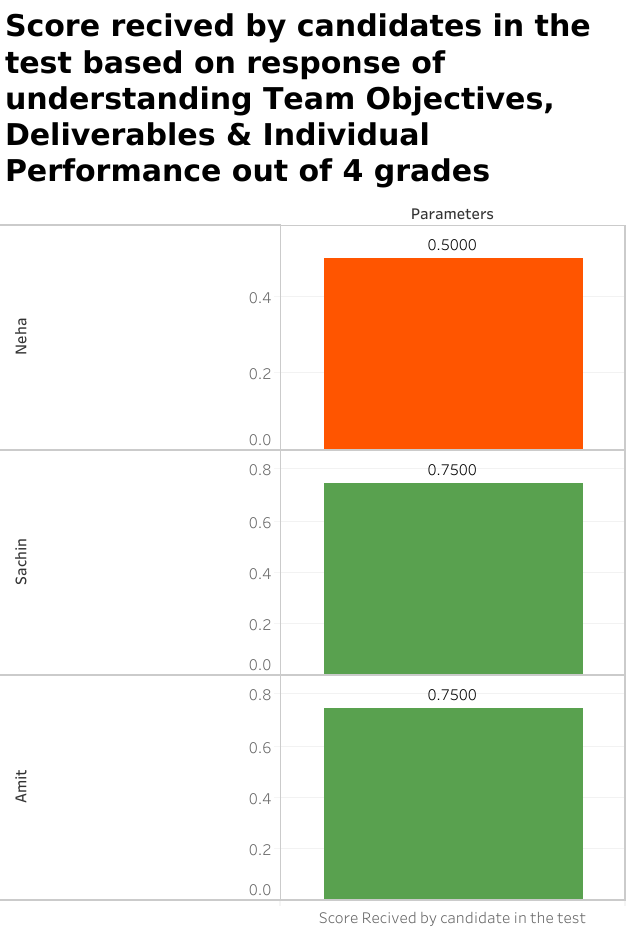 Score recived by candidates in the
test based on response of
understanding Team Objectives,
Deliverables & Individual
Performance out of 4 grades
Parameters
Neha
0.5000
0.4
0.2
0.0
Sachin
0.8
0.7500
0.6
0.4
0.2
0.0
Amit
0.8
0.7500
0.6
0.4
0.2
0.0
Score Recived by candidate in the test